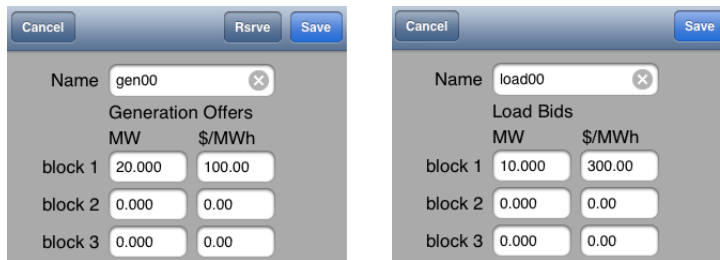 Cancel Rsrve Save
Name gen00
Generation Offers
MW $/MWh
block 1 20.000 100.00
block 2 0.000 0.00
block 3 0.000 0.00
Cancel Save
Name load00
Load Bids
MW $/MWh
block 1 10.000 300.00
block 2 0.000 0.00
block 3 0.000 0.00